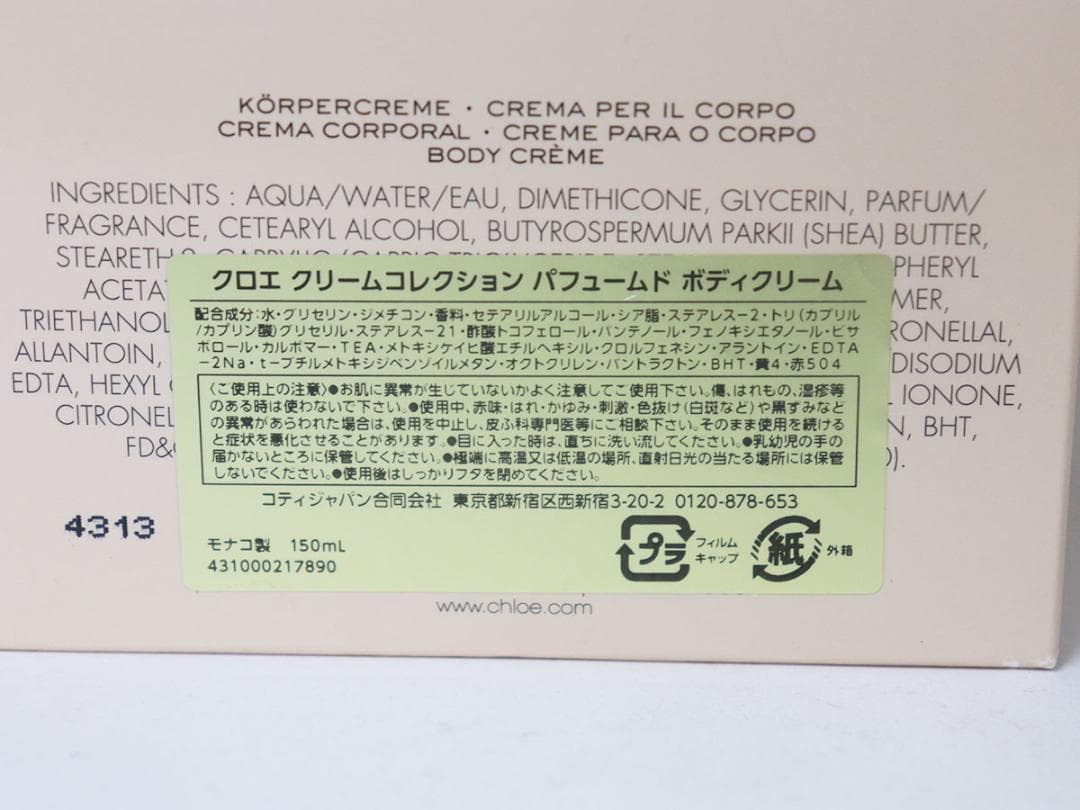 KÖRPERCREME · CREMA PER IL CORPO
CREMA CORPORAL · CREME PARA O CORPO
BODY CRÈME
INGREDIENTS : AQUA/WATER/EAU, DIMETHICONE, GLYCERIN, PARFUM/
FRAGRANCE, CETEARYL ALCOHOL, BUTYROSPERMUM PARKII (SHEA) BUTTER,
PHERYL
ACETAT
MER,
TRIETHANOL
RONELLAL,
ALLANTOIN,
DISODIUM
EDTA, HEXYL
IONONE,
CITRONEL
BHT,
FD&C
クロエ クリームコレクション パフュームド ボディクリーム
配合成分:水・グリセリン・ジメチコン・香料・セテアリルアルコール・シア脂・ステアレス-2・トリ(カプリル
/カプリン酸)グリセリル・ステアレス-21・酢酸トコフェロール・パンテノール・フェノキシエタノール・ビサ
ボロール・カルボマー・TEA・メトキシケイヒ酸エチルヘキシル・クロルフェネシン・アラントイン・EDTA
-2Na・t-ブチルメトキシジベンゾイルメタン・オクトクリレン・パントラクトン・BHT・黄4・赤504
〈ご使用上の注意〉●お肌に異常が生じていないかよく注意してご使用下さい。傷、はれもの、湿疹等
のある時は使わないで下さい。●使用中、赤味・はれ・かゆみ・刺激・色抜け(白斑など)や黒ずみなど
の異常があらわれた場合は、使用を中止し、皮ふ科専門医等にご相談下さい。そのまま使用を続ける
と症状を悪化させることがあります。●目に入った時は、直ちに洗い流してください。●乳幼児の手の
届かないところに保管してください。●極端に高温又は低温の場所、直射日光の当たる場所には保管
しないでください。●使用後はしっかりフタを閉めてください。
コティジャパン合同会社 東京都新宿区西新宿3-20-2 0120-878-653
4313
モナコ製 150mL
431000217890
プラ
フィルム
キャップ
紙
外箱
www.chloe.com